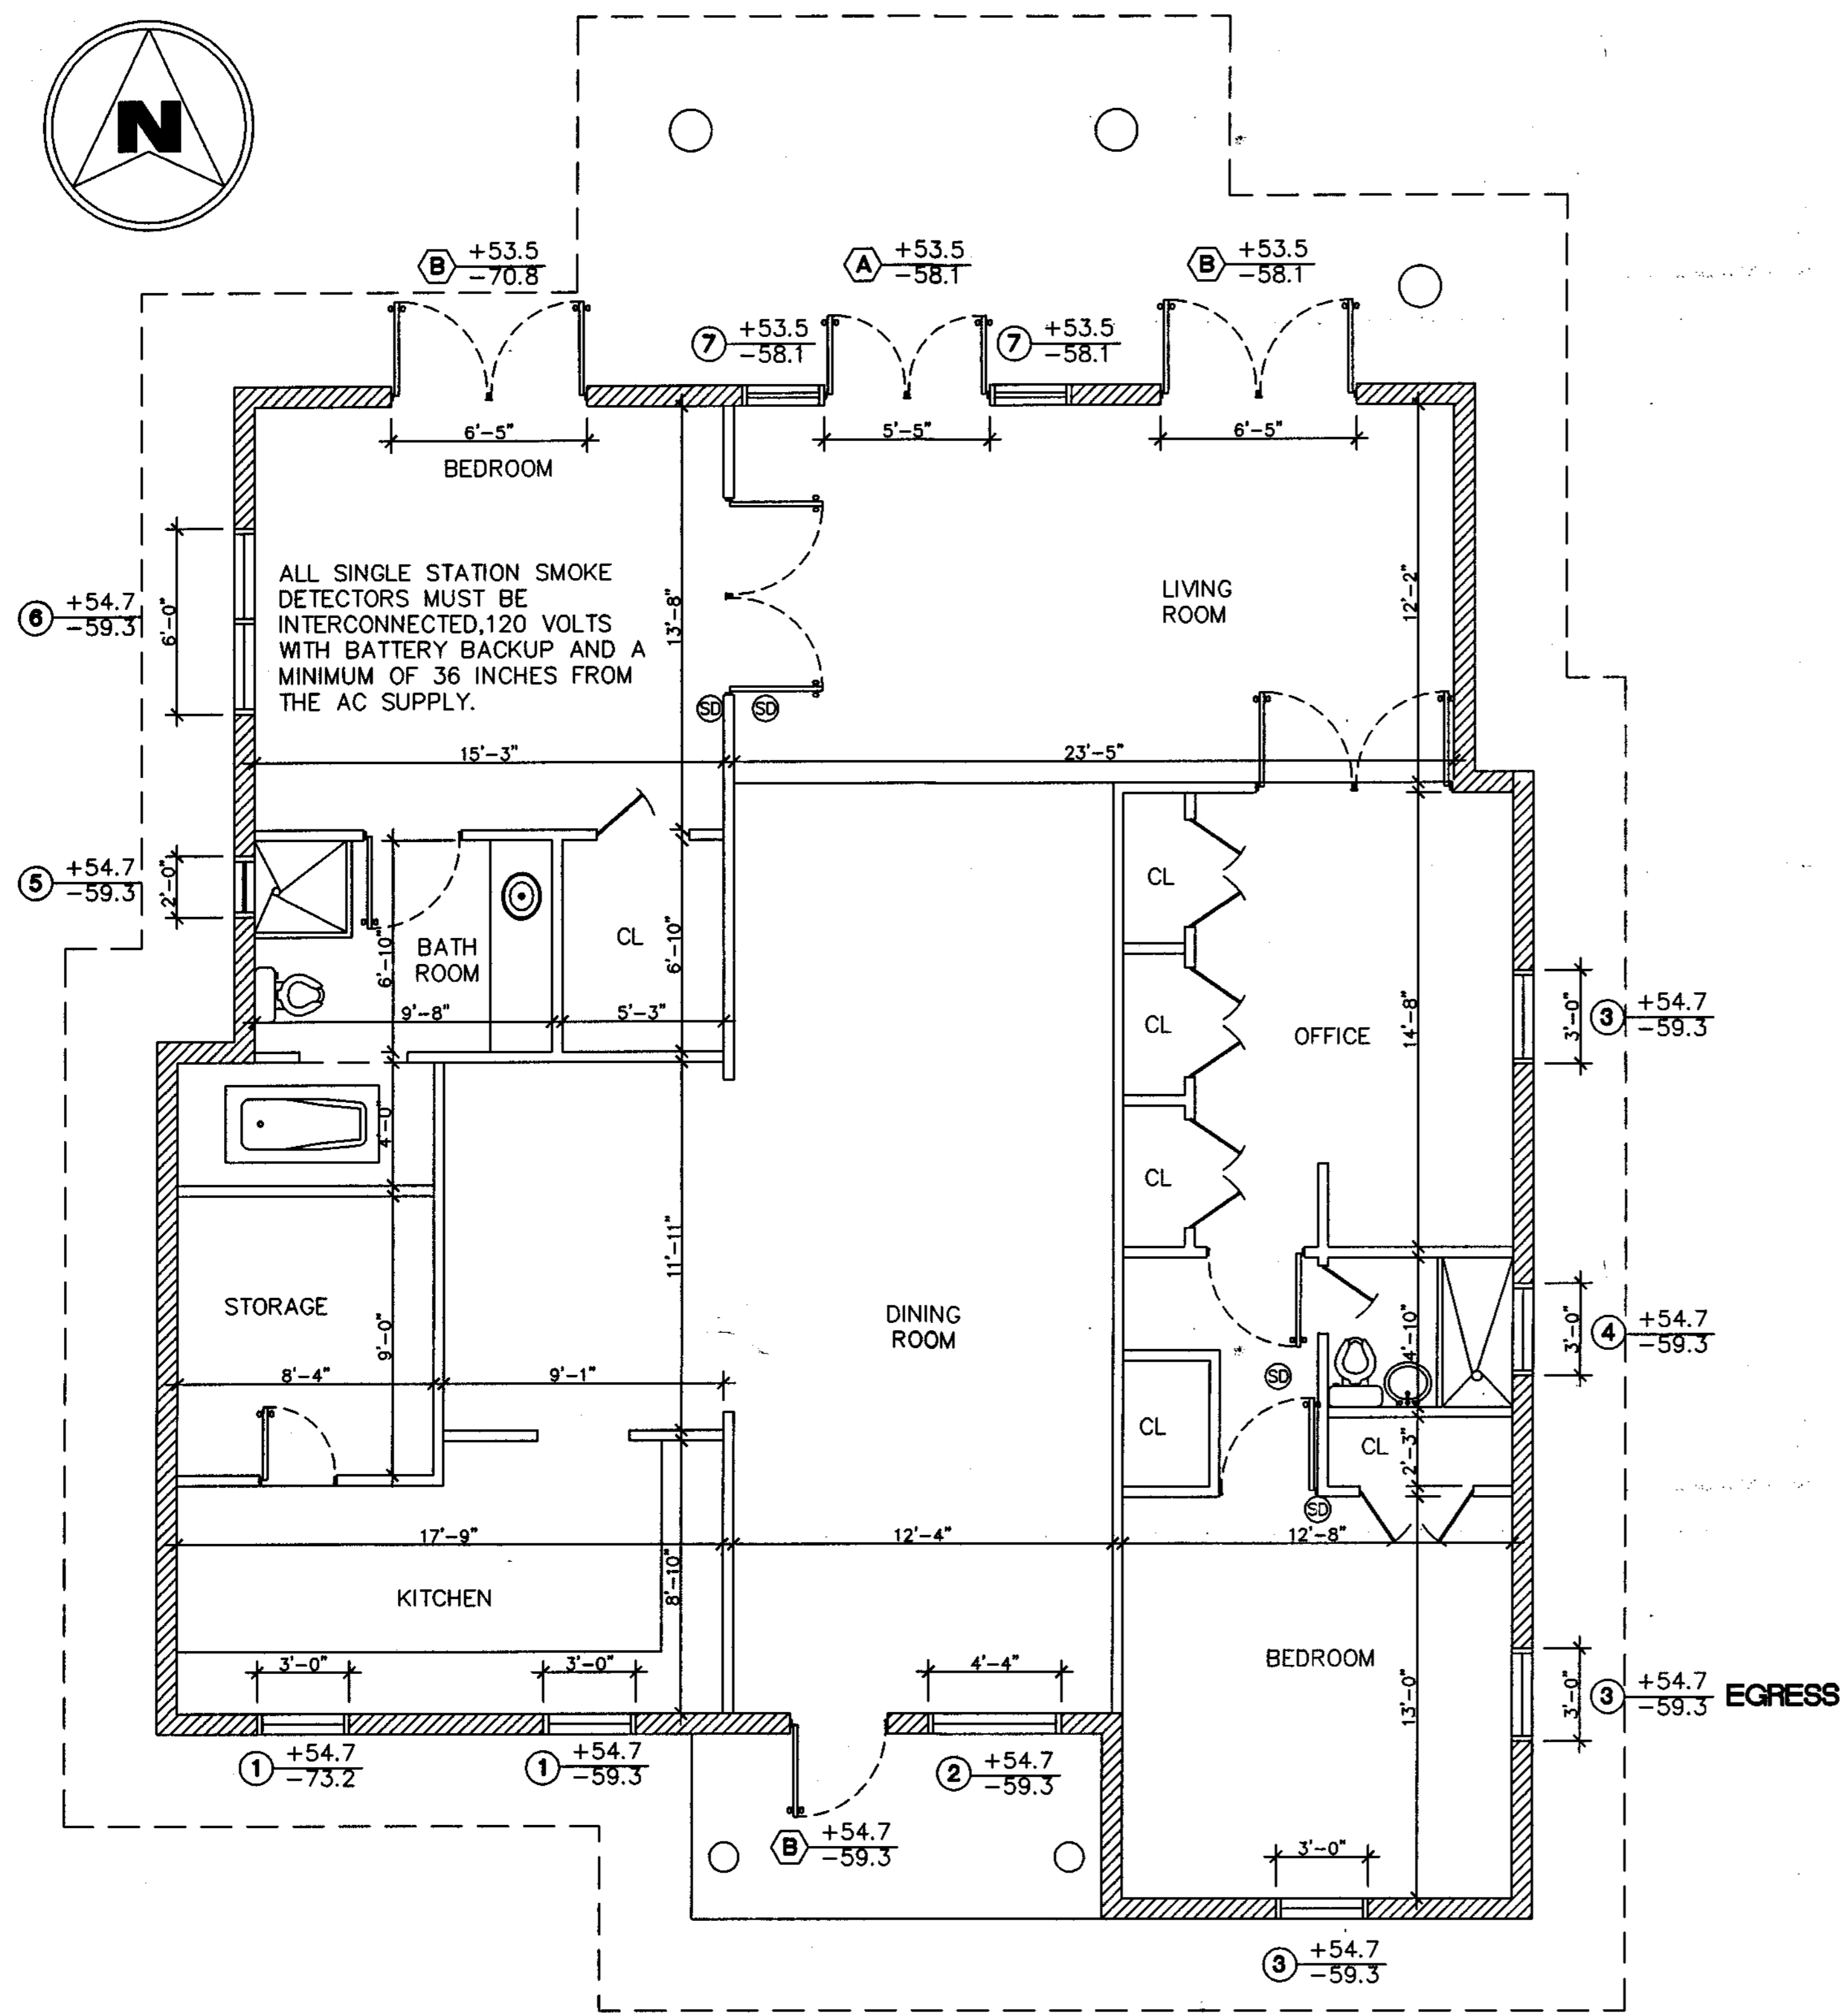 N
B +53.5
-70.8
A +53.5
-58.1
B +53.5
-58.1
7 +53.5
-58.1
7 +53.5
-58.1
6'-5"
5'-5"
6'-5"
BEDROOM
ALL SINGLE STATION SMOKE
DETECTORS MUST BE
INTERCONNECTED,120 VOLTS
WITH BATTERY BACKUP AND A
MINIMUM OF 36 INCHES FROM
THE AC SUPPLY.
6 +54.7
-59.3
6'-0"
13'-8"
LIVING
ROOM
12'-2"
SD
SD
15'-3"
23'-5"
5 +54.7
-59.3
2'-0"
BATH
ROOM
6'-10"
CL
6'-10"
9'-8"
5'-3"
CL
CL
CL
OFFICE
14'-8"
3'-0"
3 +54.7
-59.3
4'-0"
11'-11"
STORAGE
9'-0"
8'-4"
9'-1"
DINING
ROOM
4'-10"
3'-0"
4 +54.7
-59.3
SD
CL
CL
2'-3"
SD
17'-9"
12'-4"
12'-8"
KITCHEN
8'-10"
3'-0"
3'-0"
4'-4"
BEDROOM
13'-0"
3'-0"
3 +54.7
-59.3
EGRESS
1 +54.7
-73.2
1 +54.7
-59.3
2 +54.7
-59.3
B +54.7
-59.3
3'-0"
3 +54.7
-59.3